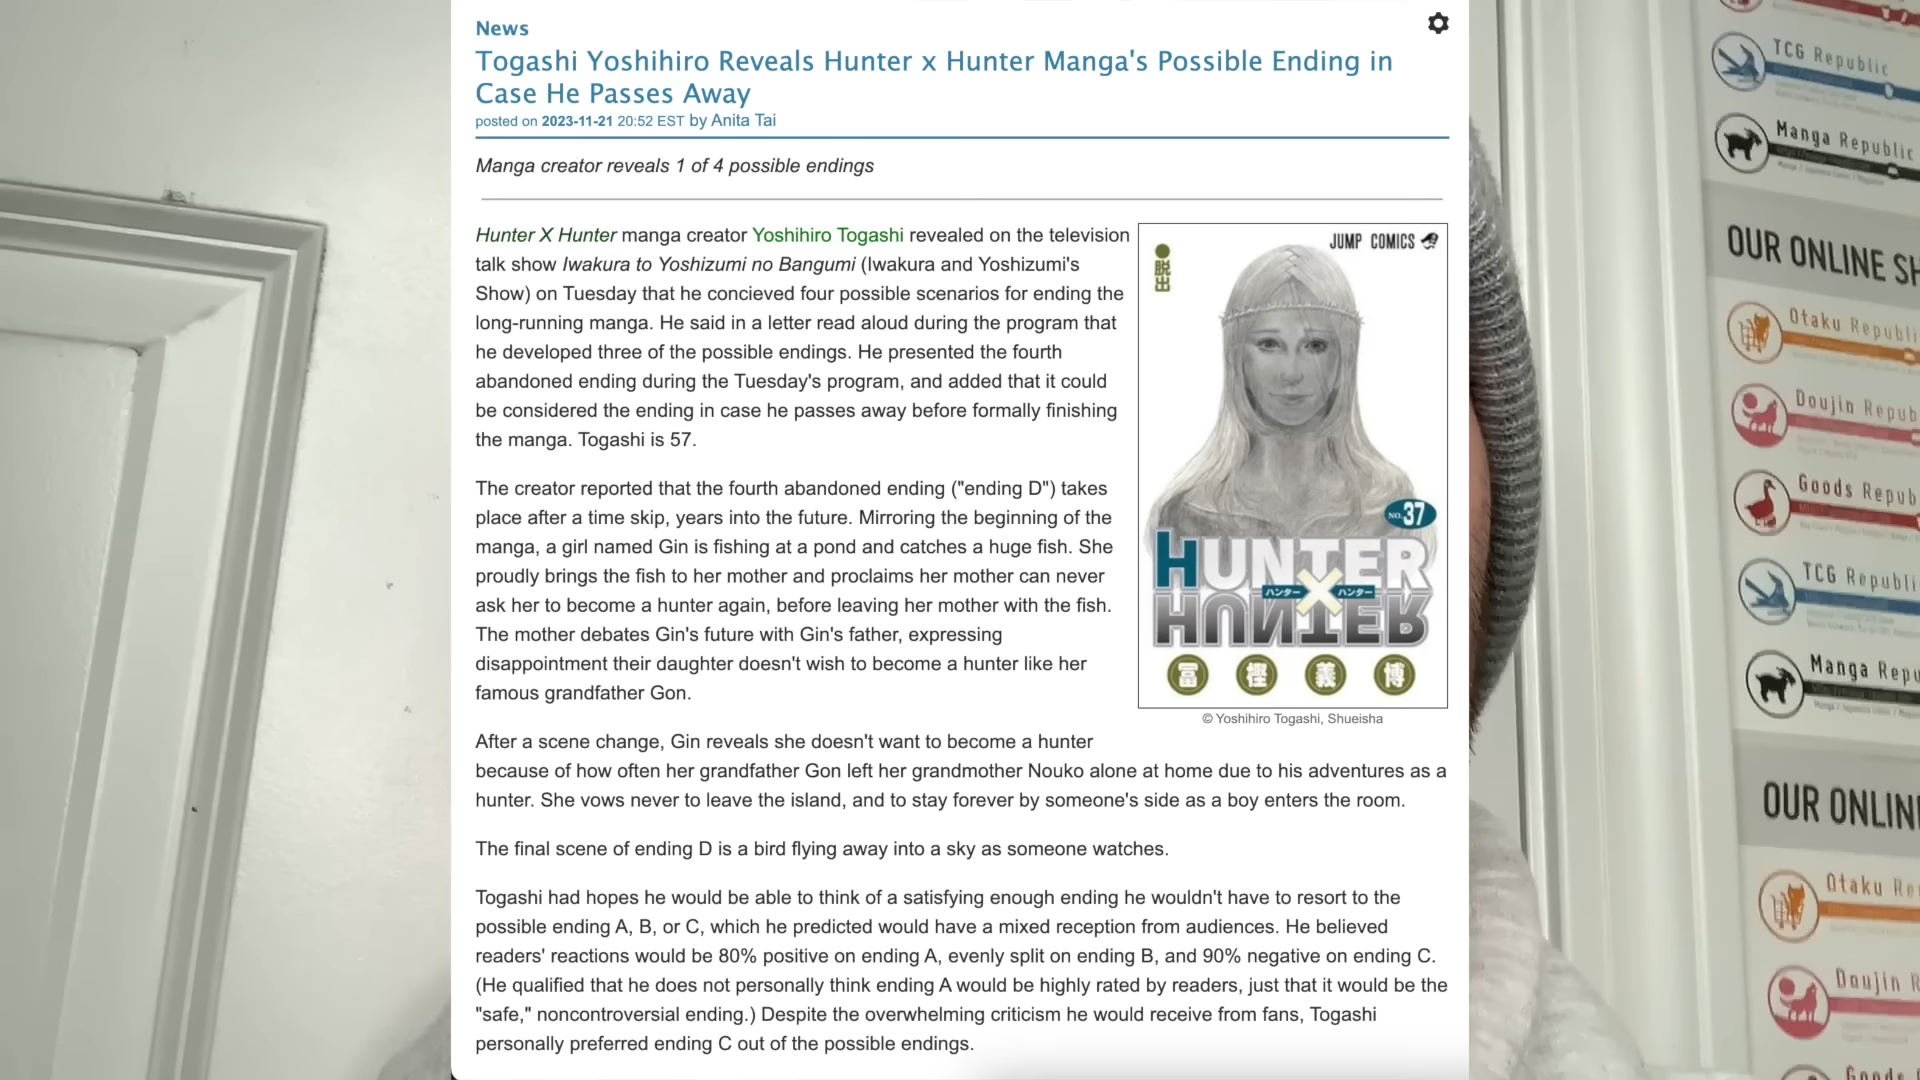 News
Togashi Yoshihiro Reveals Hunter x Hunter Manga's Possible Ending in
Case He Passes Away
posted on 2023-11-21 20:52 EST by Anita Tai
Manga creator reveals 1 of 4 possible endings
Hunter X Hunter manga creator Yoshihiro Togashi revealed on the television
talk show Iwakura to Yoshizumi no Bangumi (Iwakura and Yoshizumi's
Show) on Tuesday that he concieved four possible scenarios for ending the
long-running manga. He said in a letter read aloud during the program that
he developed three of the possible endings. He presented the fourth
abandoned ending during the Tuesday's program, and added that it could
be considered the ending in case he passes away before formally finishing
the manga. Togashi is 57.
The creator reported that the fourth abandoned ending ("ending D") takes
place after a time skip, years into the future. Mirroring the beginning of the
manga, a girl named Gin is fishing at a pond and catches a huge fish. She
proudly brings the fish to her mother and proclaims her mother can never
ask her to become a hunter again, before leaving her mother with the fish.
The mother debates Gin's future with Gin's father, expressing
disappointment their daughter doesn't wish to become a hunter like her
famous grandfather Gon.
After a scene change, Gin reveals she doesn't want to become a hunter
because of how often her grandfather Gon left her grandmother Nouko alone at home due to his adventures as a
hunter. She vows never to leave the island, and to stay forever by someone's side as a boy enters the room.
The final scene of ending D is a bird flying away into a sky as someone watches.
Togashi had hopes he would be able to think of a satisfying enough ending he wouldn't have to resort to the
possible ending A, B, or C, which he predicted would have a mixed reception from audiences. He believed
readers' reactions would be 80% positive on ending A, evenly split on ending B, and 90% negative on ending C.
(He qualified that he does not personally think ending A would be highly rated by readers, just that it would be the
"safe," noncontroversial ending.) Despite the overwhelming criticism he would receive from fans, Togashi
personally preferred ending C out of the possible endings.
JUMP COMICS
●脱出
NO.37
HUNTER
ハンター X ハンター
HUNTER
冨樫義博
© Yoshihiro Togashi, Shueisha
TCG Republic
Manga Republic
OUR ONLINE SH
Otaku Republi
Doujin Repub
Goods Repub
TCG Republi
Manga Repu
OUR ONLIN
Otaku Re
Doujin R
Goods